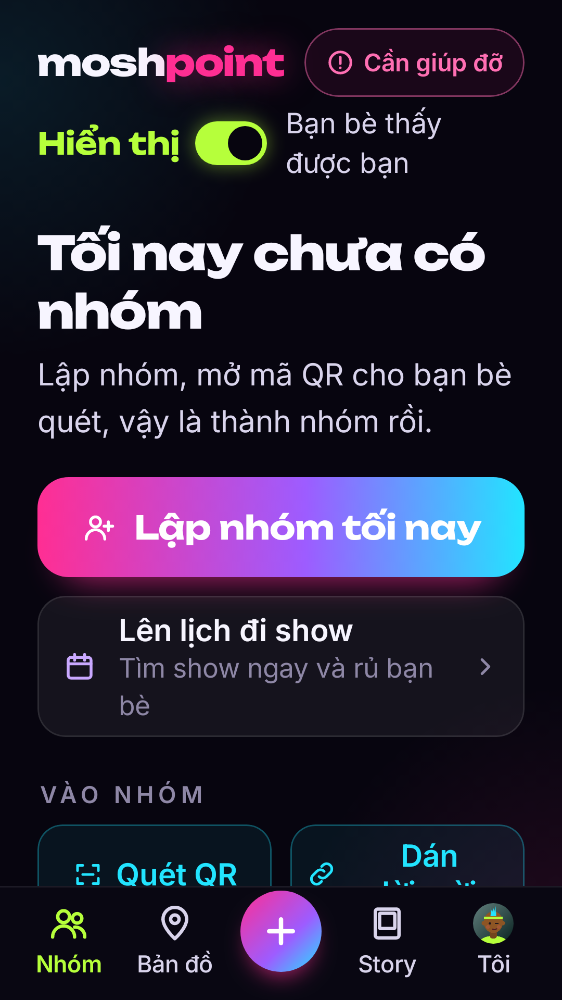 moshpoint
Cần giúp đỡ
Hiển thị
Bạn bè thấy
được bạn
Tối nay chưa có
nhóm
Lập nhóm, mở mã QR cho bạn bè
quét, vậy là thành nhóm rồi.
Lập nhóm tối nay
Lên lịch đi show
Tìm show ngay và rủ bạn
bè
VÀO NHÓM
Quét QR
Dán
Nhóm
Bản đồ
Story
Tôi